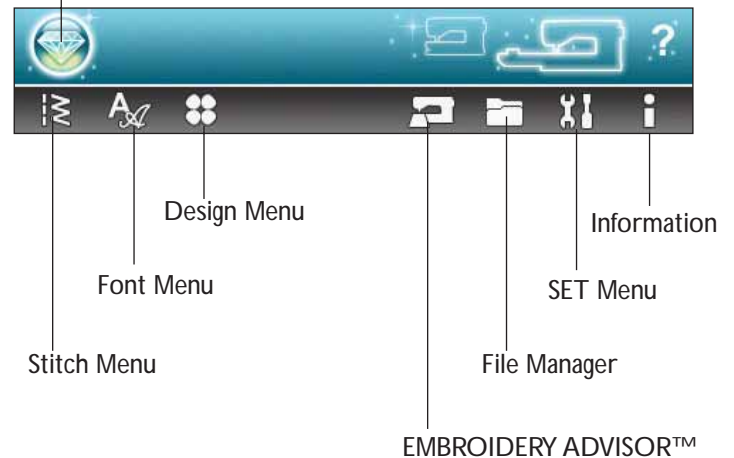 ?
A A
Design Menu
Information
Font Menu
SET Menu
Stitch Menu
File Manager
EMBROIDERY ADVISOR™